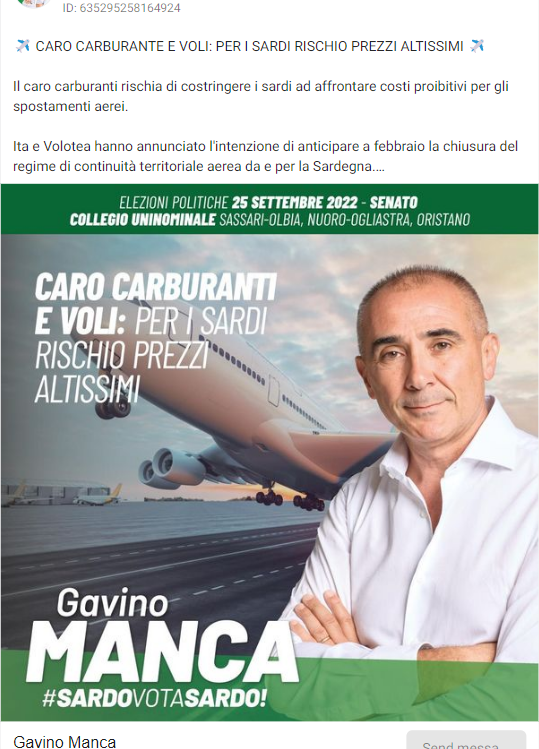 ID: 635295258164924
✈️ CARO CARBURANTE E VOLI: PER I SARDI RISCHIO PREZZI ALTISSIMI ✈️
Il caro carburanti rischia di costringere i sardi ad affrontare costi proibitivi per gli
spostamenti aerei.
Ita e Volotea hanno annunciato l'intenzione di anticipare a febbraio la chiusura del
regime di continuità territoriale aerea da e per la Sardegna....
ELEZIONI POLITICHE 25 SETTEMBRE 2022 - SENATO
COLLEGIO UNINOMINALE SASSARI-OLBIA, NUORO-OGLIASTRA, ORISTANO
CARO CARBURANTI
E VOLI: PER I SARDI
RISCHIO PREZZI
ALTISSIMI
Gavino
MANCA
#SARDOVOTASARDO!
Gavino Manca
Send messa